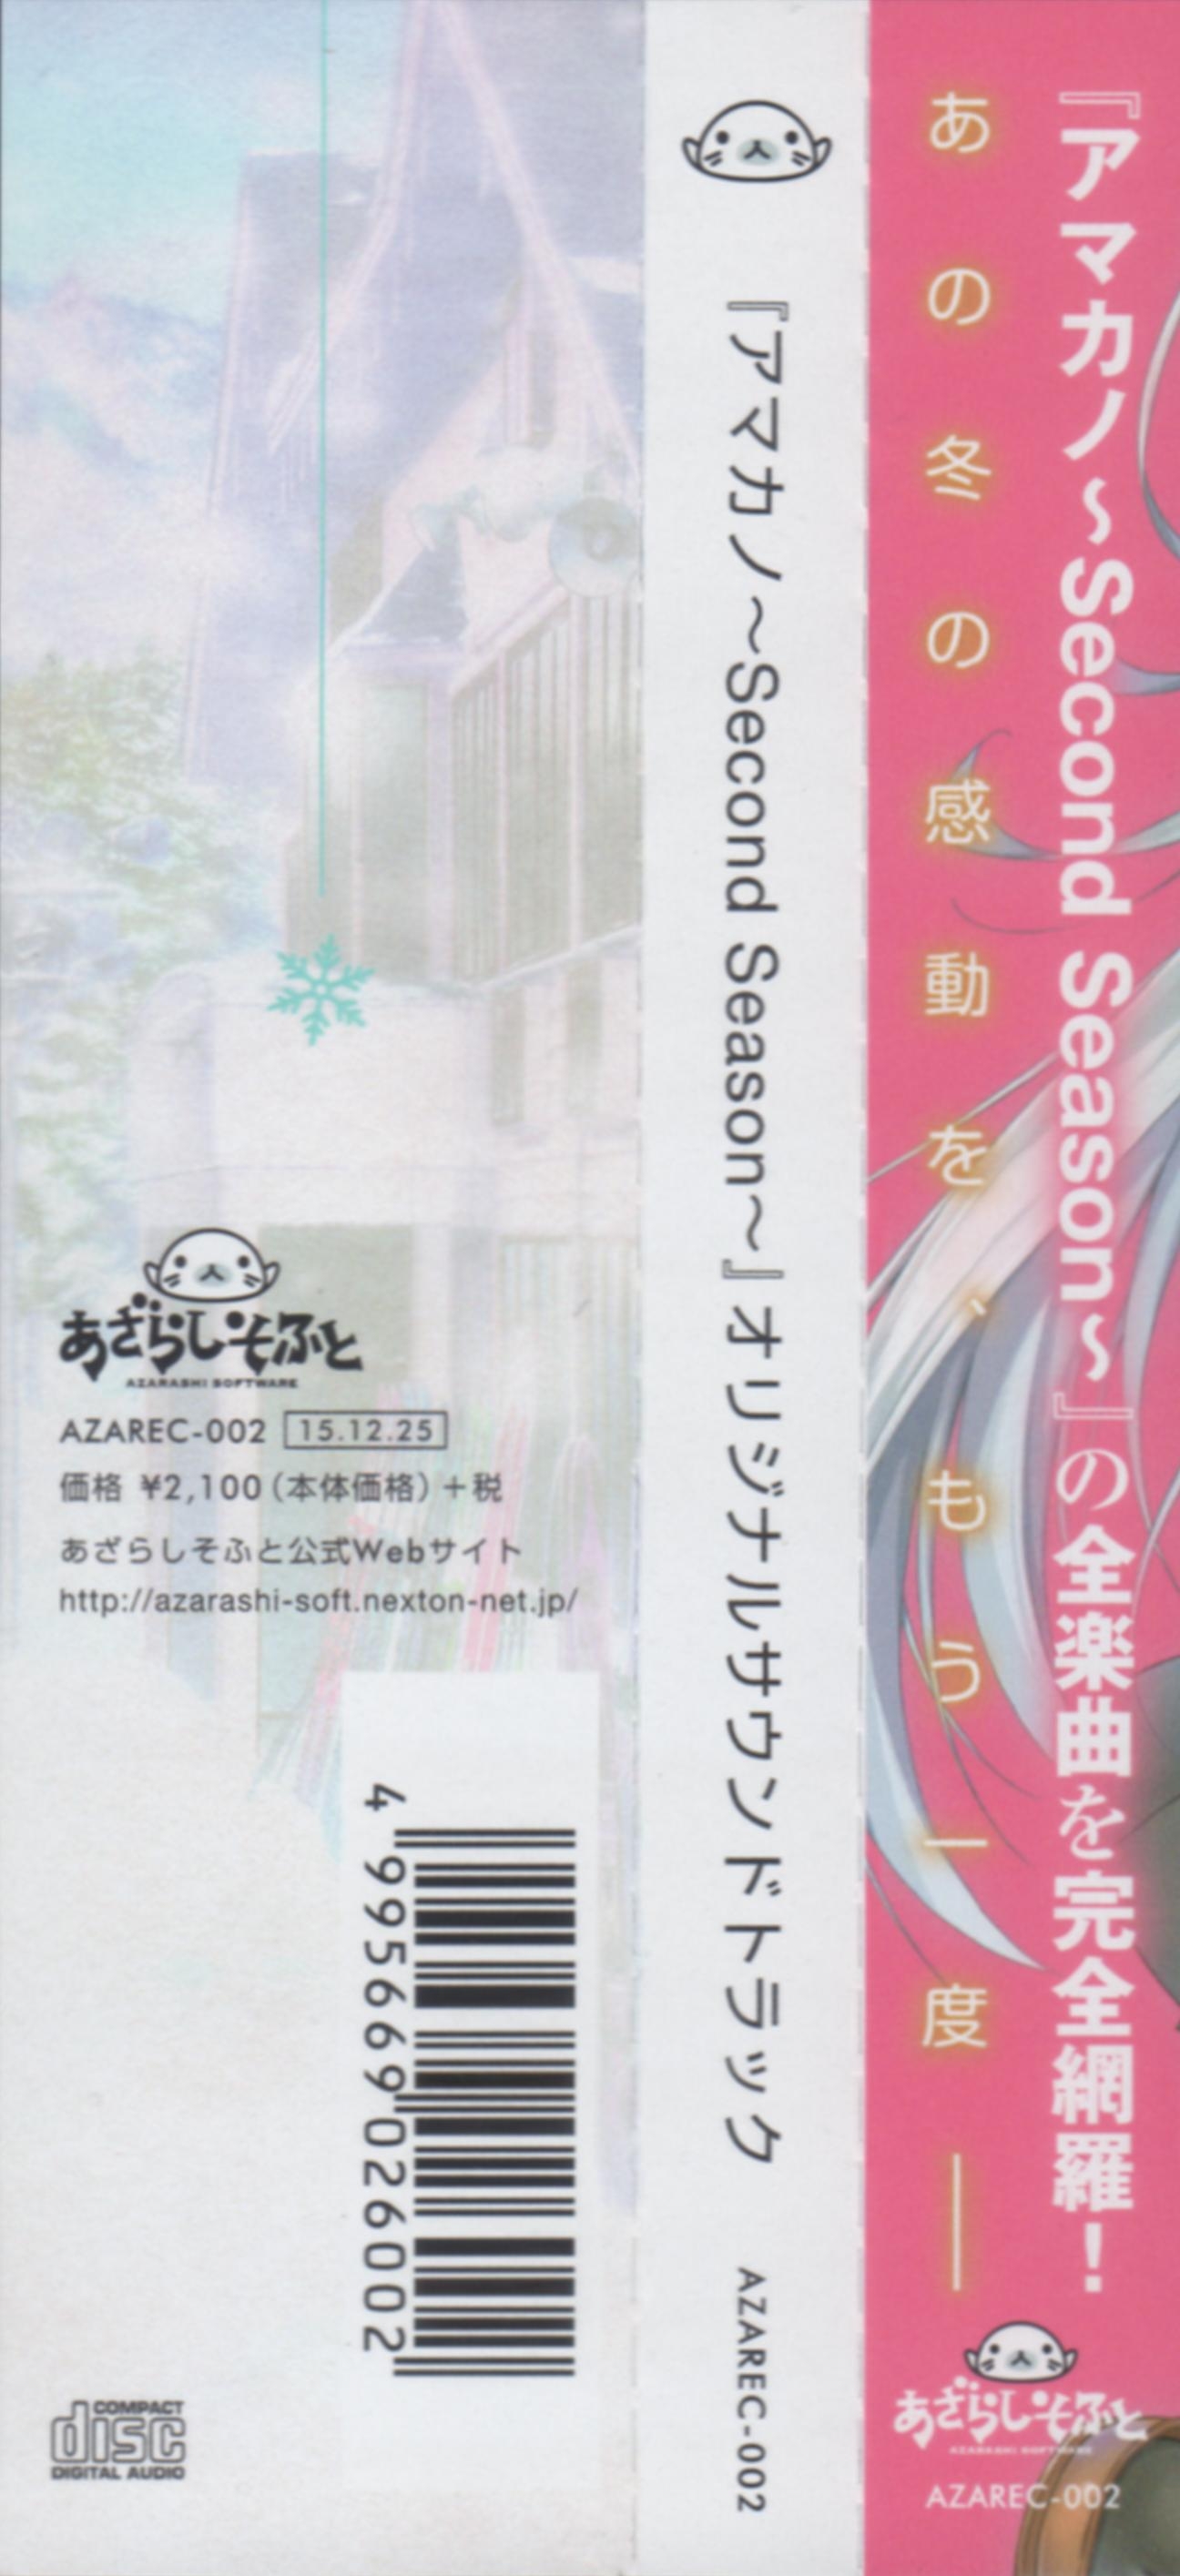 『アマカノ～Second Season～』の全楽曲を完全網羅！
あの冬の感動を、もう一度――
あざらしそふと
AZARASHI SOFTWARE
AZAREC-002
『アマカノ～Second Season～』オリジナルサウンドトラック
AZAREC-002
あざらしそふと
AZARASHI SOFTWARE
AZAREC-002 15.12.25
価格 ¥2,100（本体価格）＋税
あざらしそふと公式Webサイト
http://azarashi-soft.nexton-net.jp/
4 995669 026002
COMPACT
disc
DIGITAL AUDIO